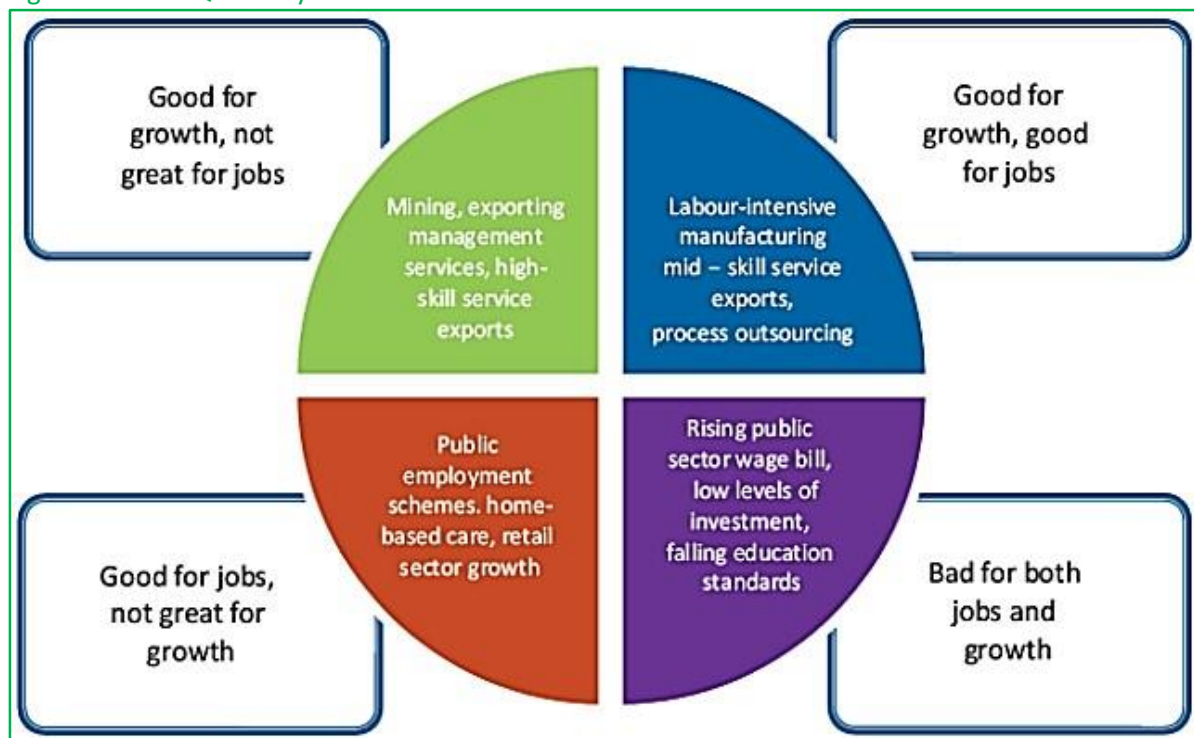 Good for
growth, not
great for jobs
Good for
growth, good
for jobs
Mining, exporting
management
services, high-
skill service
exports
Labour-intensive
manufacturing
mid – skill service
exports,
process outsourcing
Public
employment
schemes. home-
based care, retail
sector growth
Rising public
sector wage bill,
low levels of
investment,
falling education
standards
Good for jobs,
not great for
growth
Bad for both
jobs and
growth